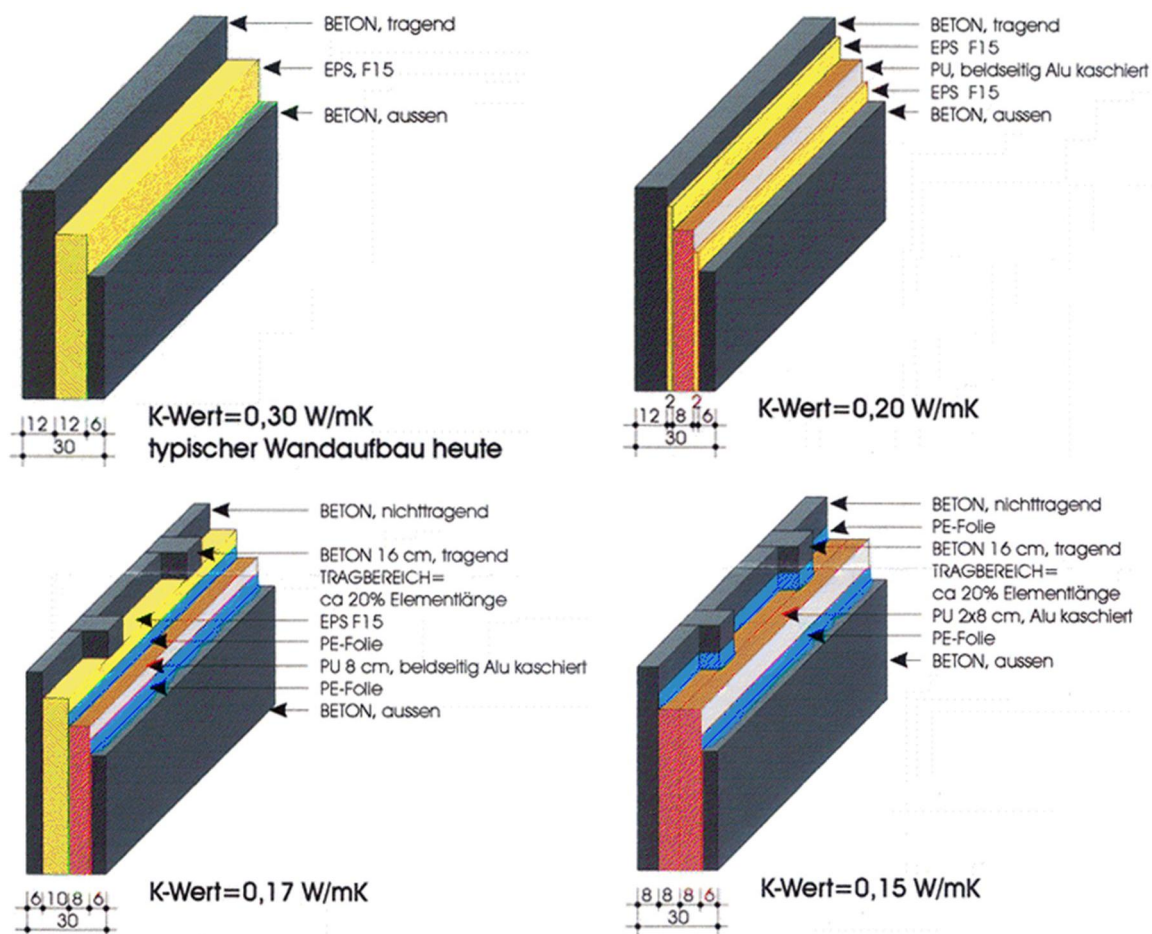 BETON, tragend
EPS, F15
BETON, aussen
12 12 6
30
K-Wert=0,30 W/mK
typischer Wandaufbau heute
BETON, tragend
EPS F15
PU, beidseitig Alu kaschiert
EPS F15
BETON, aussen
2 2
12 8 6
30
K-Wert=0,20 W/mK
BETON, nichttragend
BETON 16 cm, tragend
TRAGBEREICH=
ca 20% Elementlänge
EPS F15
PE-Folie
PU 8 cm, beidseitig Alu kaschiert
PE-Folie
BETON, aussen
6 10 8 6
30
K-Wert=0,17 W/mK
BETON, nichttragend
PE-Folie
BETON 16 cm, tragend
TRAGBEREICH=
ca 20% Elementlänge
PU 2x8 cm, Alu kaschiert
PE-Folie
BETON, aussen
8 8 8 6
30
K-Wert=0,15 W/mK